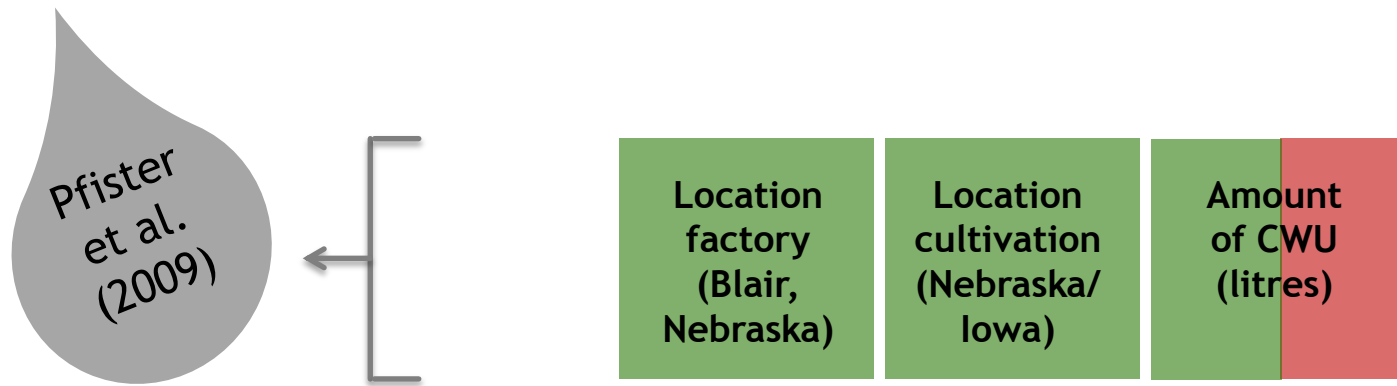 Pfister
et al.
(2009)
Location
factory
(Blair,
Nebraska)
Location
cultivation
(Nebraska/
Iowa)
Amount
of CWU
(litres)